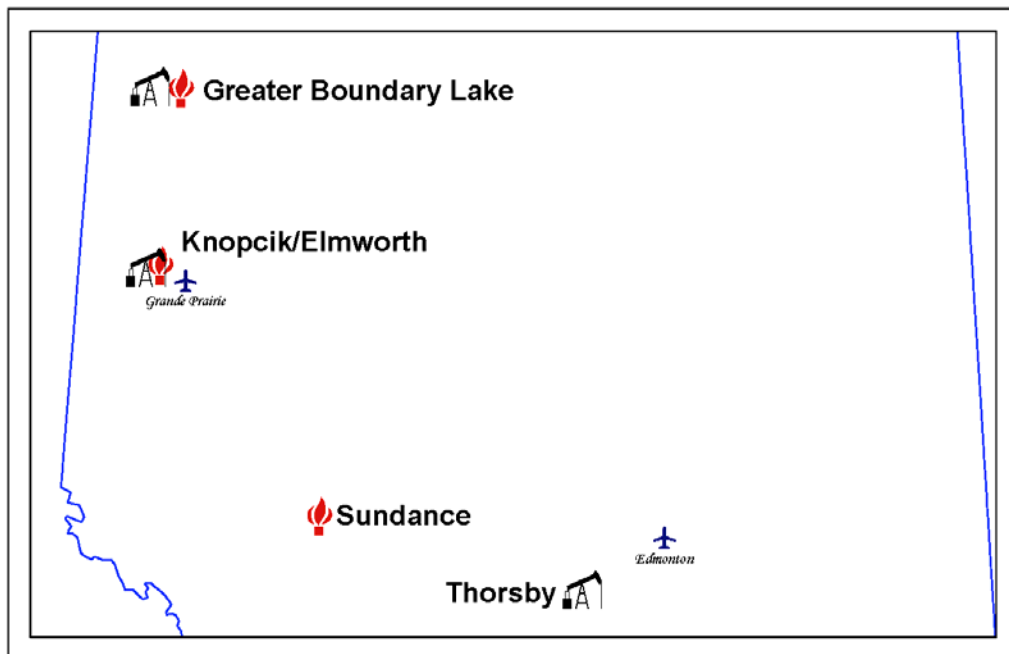 Greater Boundary Lake
Knopcik/Elmworth
Grande Prairie
Sundance
Edmonton
Thorsby